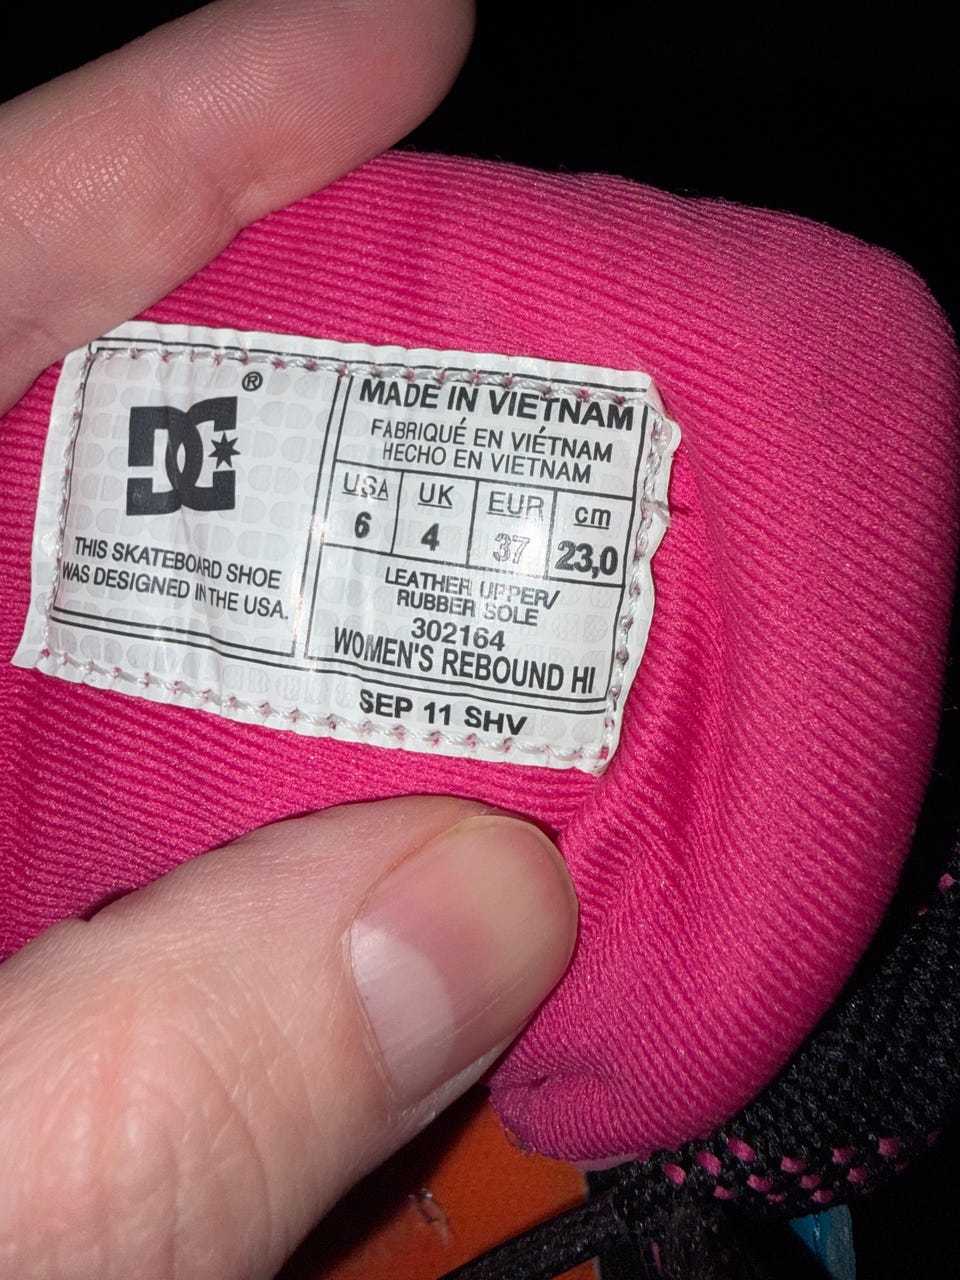 ®
DC
THIS SKATEBOARD SHOE
WAS DESIGNED IN THE USA.
MADE IN VIETNAM
FABRIQUÉ EN VIÉTNAM
HECHO EN VIETNAM
USA UK EUR cm
6 4 37 23,0
LEATHER UPPER/
RUBBER SOLE
302164
WOMEN'S REBOUND HI
SEP 11 SHV